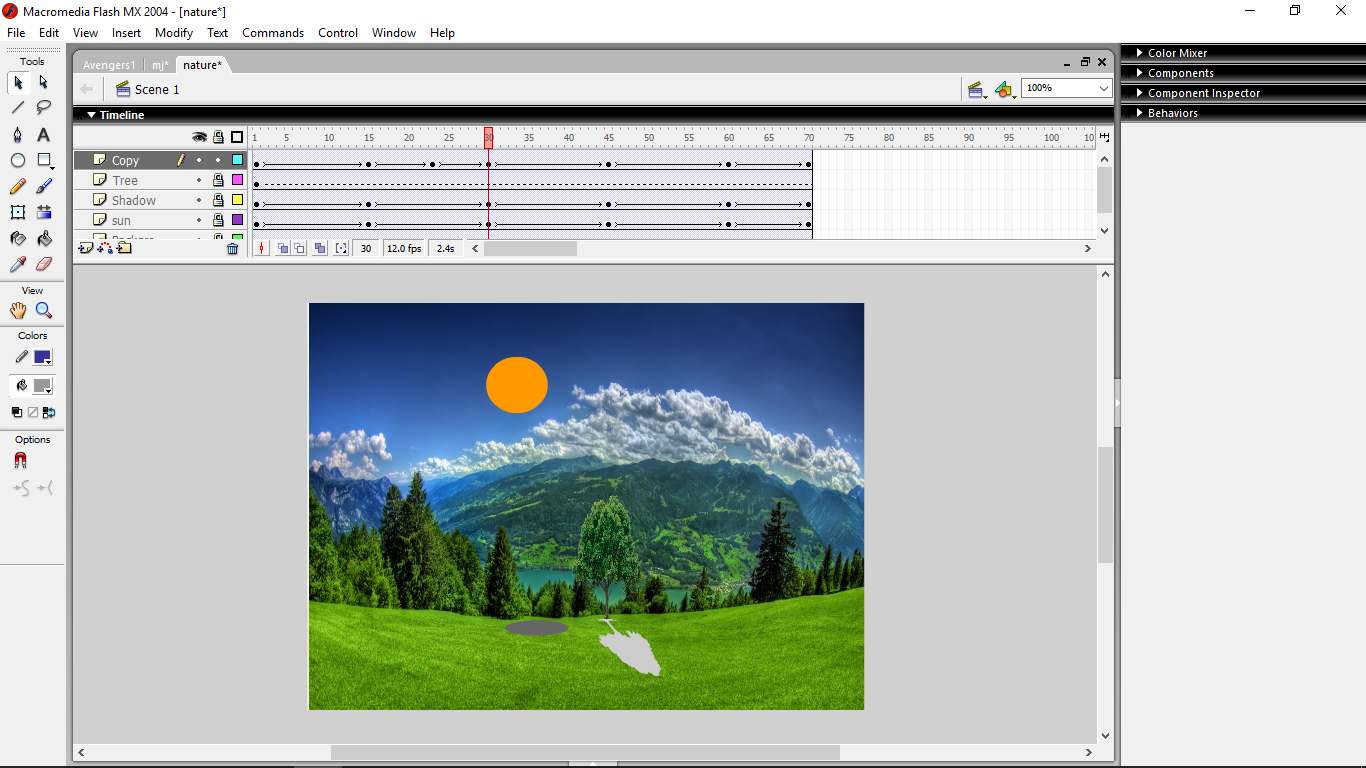 Macromedia Flash MX 2004 - [nature*]
File Edit View Insert Modify Text Commands Control Window Help
Tools
View
Colors
Options
Avengers1 mj* nature*
Scene 1
100%
Timeline
1 5 10 15 20 25 30 35 40 45 50 55 60 65 70 75 80 85 90 95 100 10
Copy
Tree
Shadow
sun
30 12.0 fps 2.4s
Color Mixer
Components
Component Inspector
Behaviors